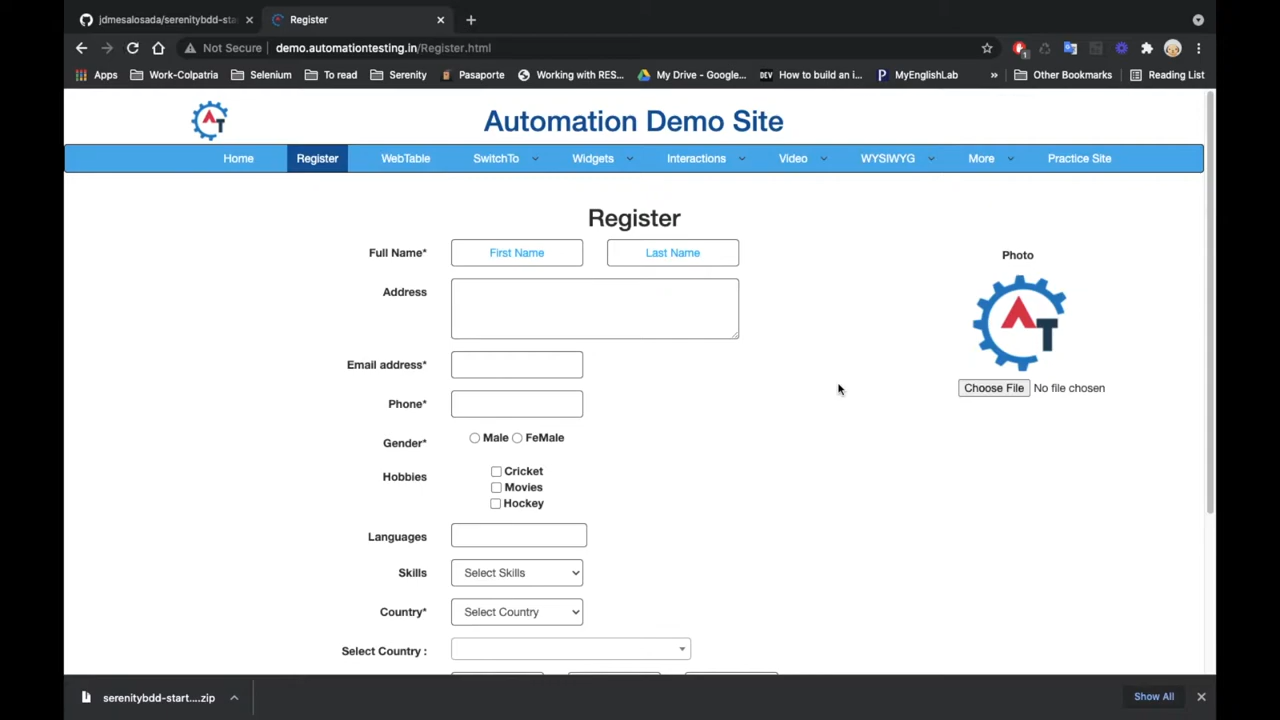 jdmesalosada/serenitybdd-sta
Register
Not Secure
demo.automationtesting.in/Register.html
1
Apps
Work-Colpatria
Selenium
To read
Serenity
Pasaporte
Working with RES...
My Drive - Google...
DEV
How to build an i...
P
MyEnglishLab
»
Other Bookmarks
Reading List
AT
Automation Demo Site
Home
Register
WebTable
SwitchTo
Widgets
Interactions
Video
WYSIWYG
More
Practice Site
Register
Full Name*
First Name
Last Name
Photo
Address
AT
Email address*
Choose File No file chosen
Phone*
Gender*
Male FeMale
Hobbies
Cricket
Movies
Hockey
Languages
Skills
Select Skills
Country*
Select Country
Select Country :
serenitybdd-start....zip
Show All